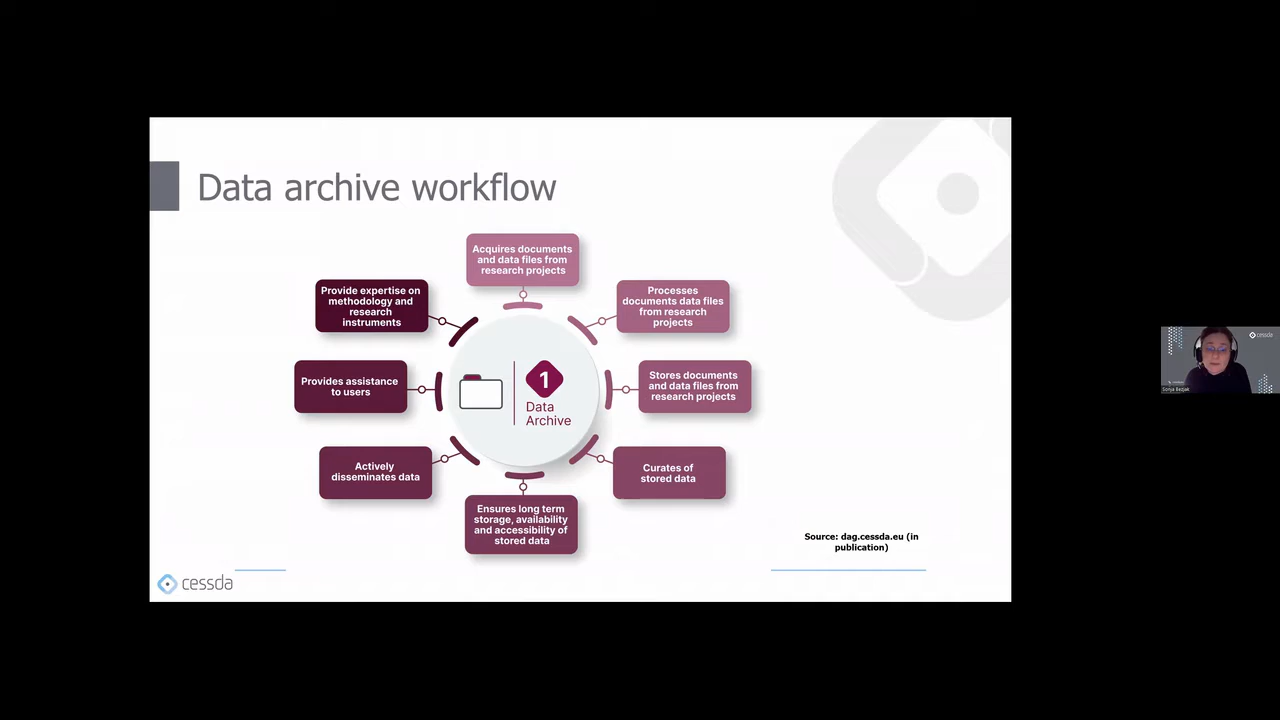 Data archive workflow
Acquires documents
and data files from
research projects
Provide expertise on
methodology and
research
instruments
Processes
documents data files
from research
projects
Provides assistance
to users
1
Data
Archive
Stores documents
and data files from
research projects
Actively
disseminates data
Curates of
stored data
Ensures long term
storage, availability
and accessibility of
stored data
Source: dag.cessda.eu (in
publication)
cessda
cessda
Sonja Bezjak